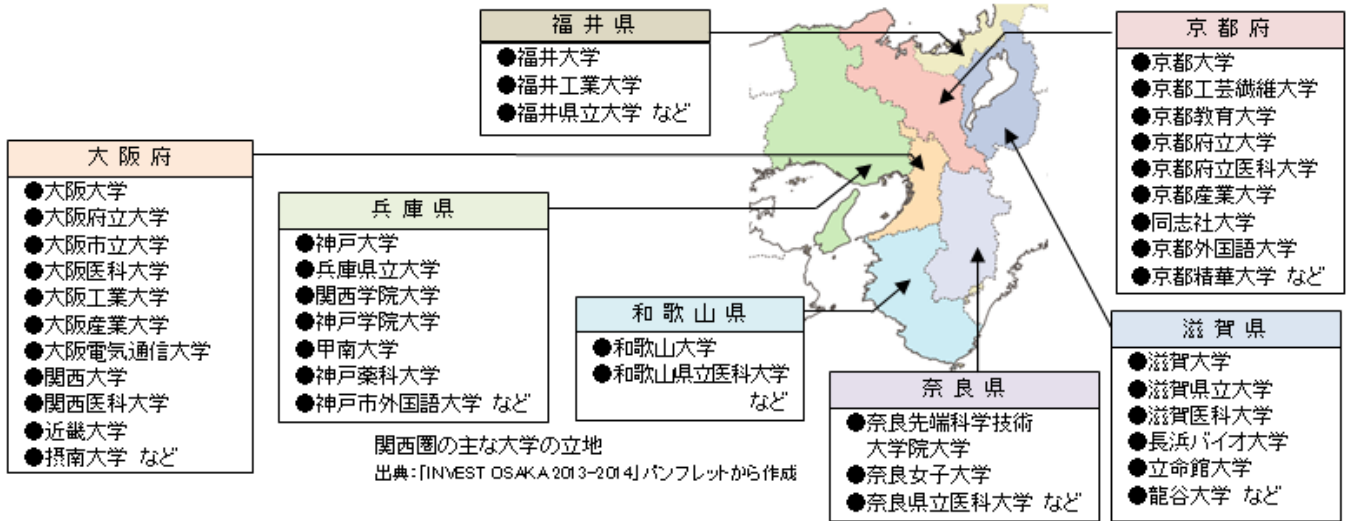 福井県
●福井大学
●福井工業大学
●福井県立大学 など
京都府
●京都大学
●京都工芸繊維大学
●京都教育大学
●京都府立大学
●京都府立医科大学
●京都産業大学
●同志社大学
●京都外国語大学
●京都精華大学 など
大阪府
●大阪大学
●大阪府立大学
●大阪市立大学
●大阪医科大学
●大阪工業大学
●大阪産業大学
●大阪電気通信大学
●関西大学
●関西医科大学
●近畿大学
●摂南大学 など
兵庫県
●神戸大学
●兵庫県立大学
●関西学院大学
●神戸学院大学
●甲南大学
●神戸薬科大学
●神戸市外国語大学 など
和歌山県
●和歌山大学
●和歌山県立医科大学
など
奈良県
●奈良先端科学技術
大学院大学
●奈良女子大学
●奈良県立医科大学 など
滋賀県
●滋賀大学
●滋賀県立大学
●滋賀医科大学
●長浜バイオ大学
●立命館大学
●龍谷大学 など
関西圏の主な大学の立地
出典:「INVEST OSAKA 2013-2014」パンフレットから作成